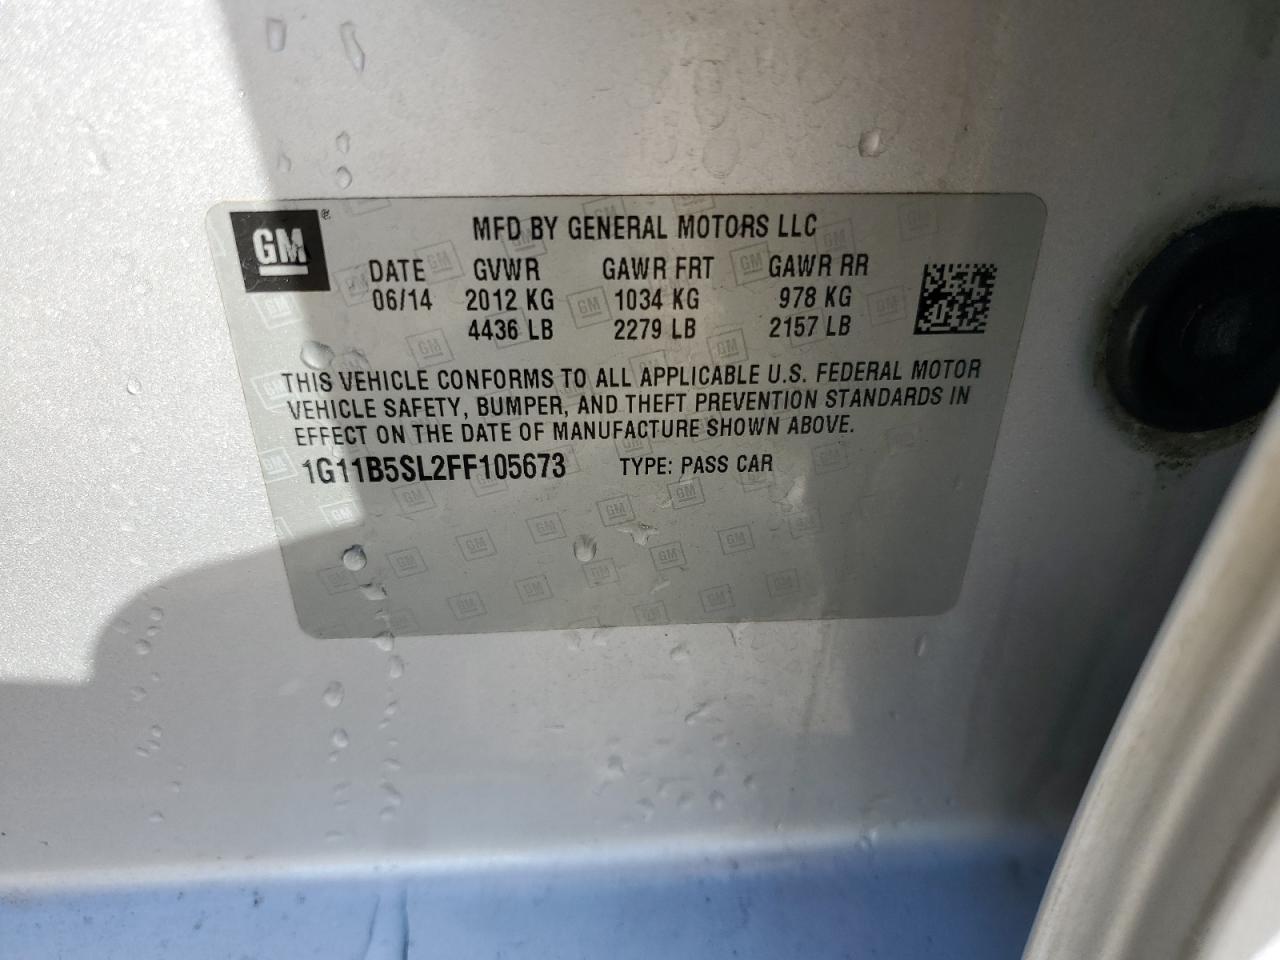 GM
MFD BY GENERAL MOTORS LLC
DATE GVWR GAWR FRT GAWR RR
06/14 2012 KG 1034 KG 978 KG
4436 LB 2279 LB 2157 LB
THIS VEHICLE CONFORMS TO ALL APPLICABLE U.S. FEDERAL MOTOR
VEHICLE SAFETY, BUMPER, AND THEFT PREVENTION STANDARDS IN
EFFECT ON THE DATE OF MANUFACTURE SHOWN ABOVE.
1G11B5SL2FF105673 TYPE: PASS CAR